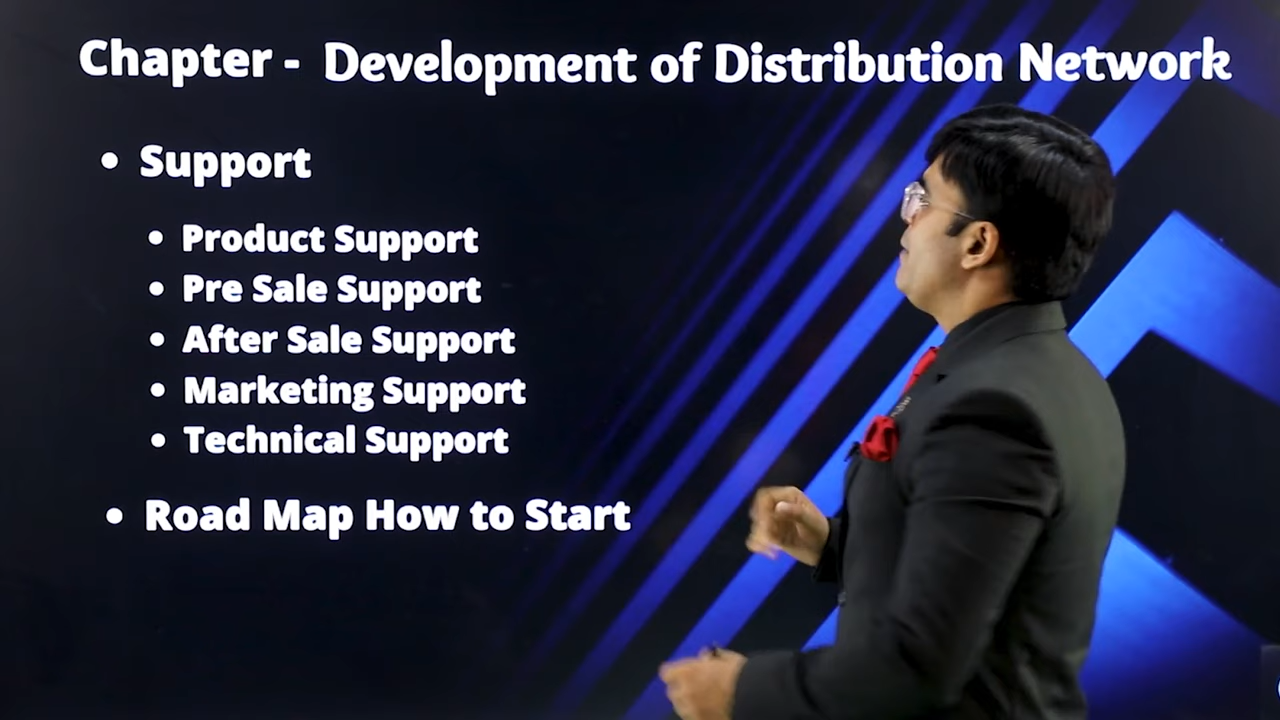 Chapter - Development of Distribution Network
• Support
• Product Support
• Pre Sale Support
• After Sale Support
• Marketing Support
• Technical Support
• Road Map How to Start